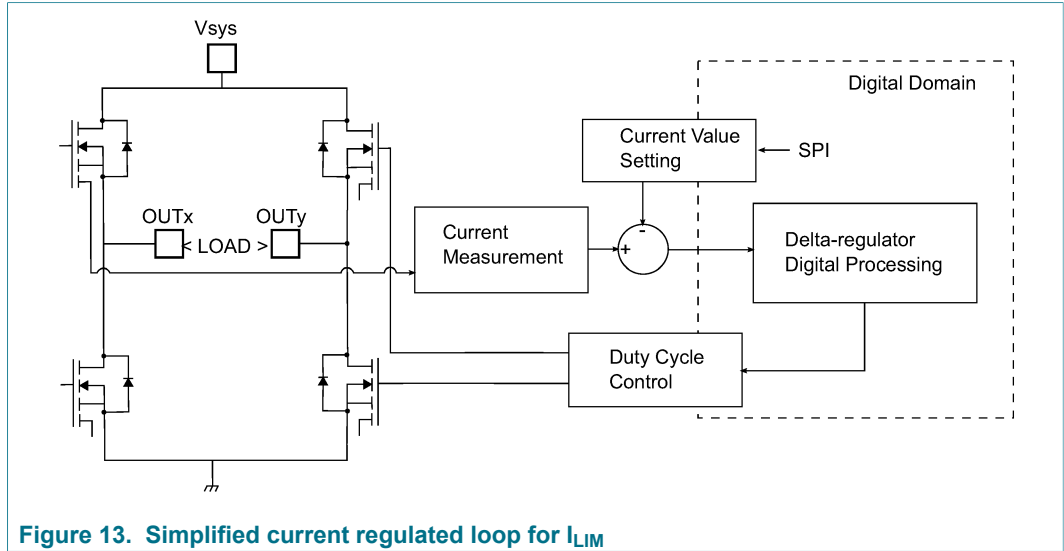 Vsys
Digital Domain
Current Value
Setting
SPI
OUTx
OUTy
< LOAD >
Current
Measurement
-
+
Delta-regulator
Digital Processing
Duty Cycle
Control
Figure 13. Simplified current regulated loop for ILIM